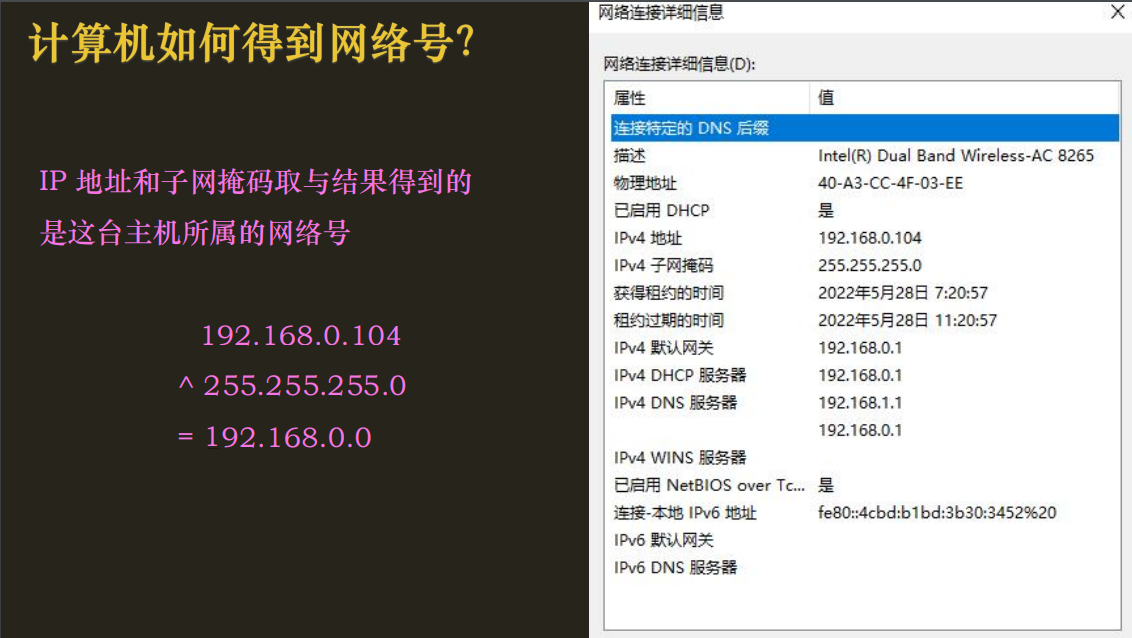 计算机如何得到网络号?
IP 地址和子网掩码取与结果得到的
是这台主机所属的网络号
192.168.0.104
^ 255.255.255.0
= 192.168.0.0
网络连接详细信息
网络连接详细信息(D):
属性 值
连接特定的 DNS 后缀
描述 Intel(R) Dual Band Wireless-AC 8265
物理地址 40-A3-CC-4F-03-EE
已启用 DHCP 是
IPv4 地址 192.168.0.104
IPv4 子网掩码 255.255.255.0
获得租约的时间 2022年5月28日 7:20:57
租约过期的时间 2022年5月28日 11:20:57
IPv4 默认网关 192.168.0.1
IPv4 DHCP 服务器 192.168.0.1
IPv4 DNS 服务器 192.168.1.1
192.168.0.1
IPv4 WINS 服务器
已启用 NetBIOS over Tc... 是
连接-本地 IPv6 地址 fe80::4cbd:b1bd:3b30:3452%20
IPv6 默认网关
IPv6 DNS 服务器